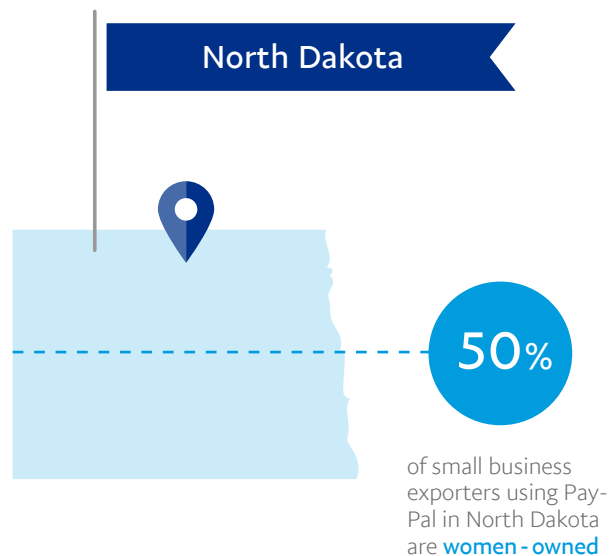 North Dakota
50%
of small business
exporters using Pay-
Pal in North Dakota
are women - owned